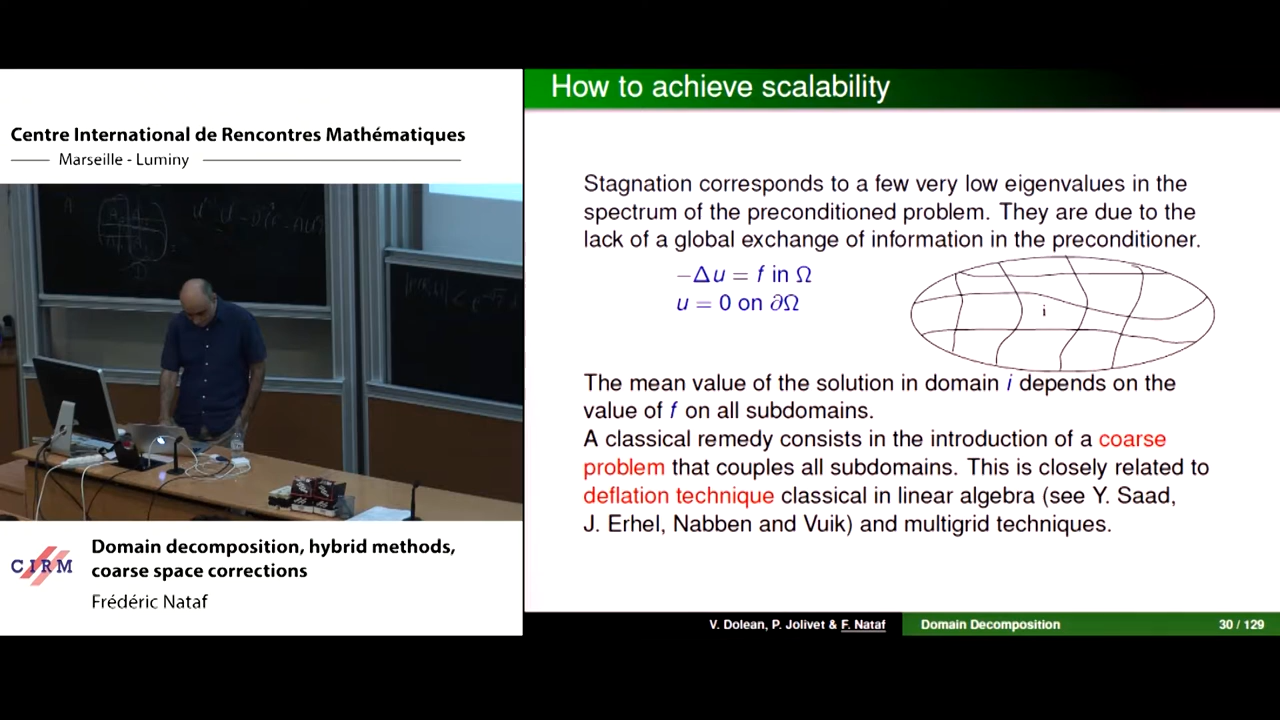 How to achieve scalability
Centre International de Rencontres Mathématiques
Marseille - Luminy
Stagnation corresponds to a few very low eigenvalues in the
spectrum of the preconditioned problem. They are due to the
lack of a global exchange of information in the preconditioner.
−Δu = f in Ω
u = 0 on ∂Ω
i
The mean value of the solution in domain i depends on the
value of f on all subdomains.
A classical remedy consists in the introduction of a coarse
problem that couples all subdomains. This is closely related to
deflation technique classical in linear algebra (see Y. Saad,
J. Erhel, Nabben and Vuik) and multigrid techniques.
CIRM
Domain decomposition, hybrid methods,
coarse space corrections
Frédéric Nataf
V. Dolean, P. Jolivet & F. Nataf
Domain Decomposition
30 / 129